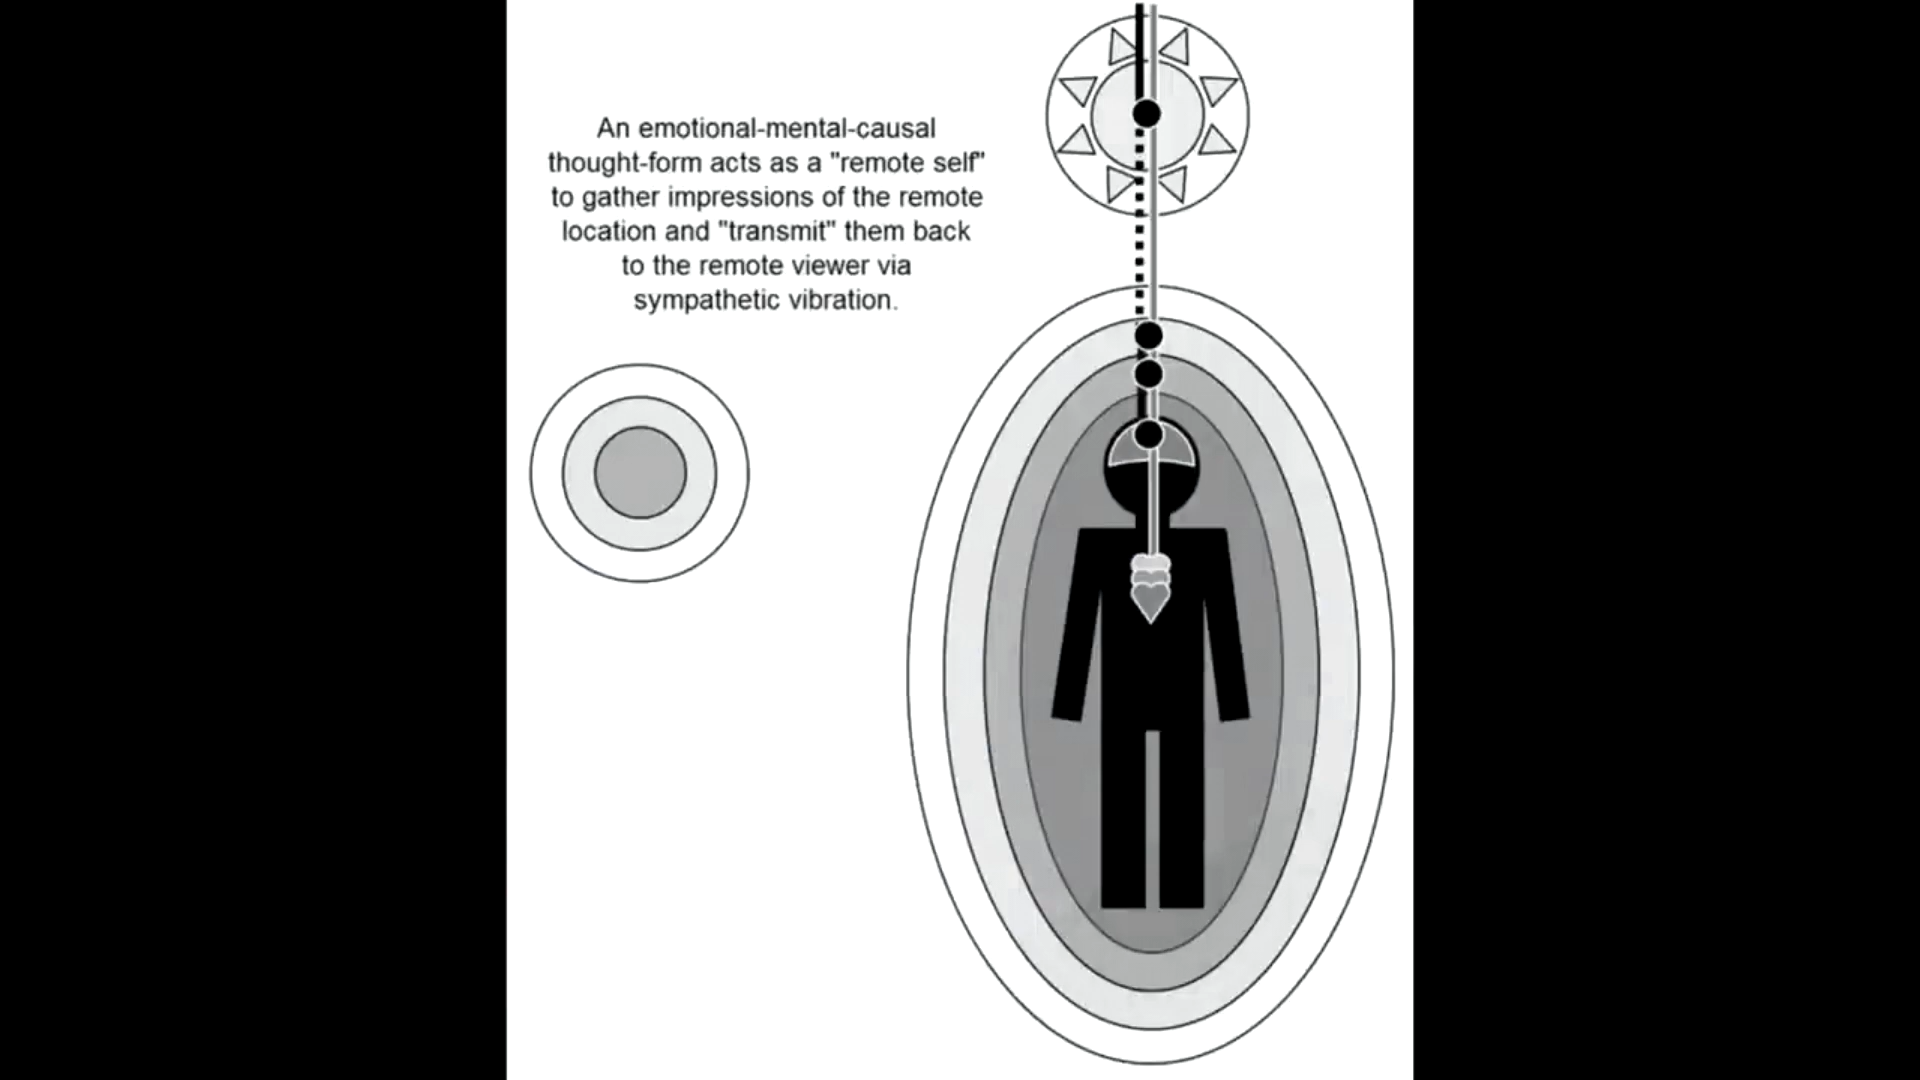 An emotional-mental-causal
thought-form acts as a "remote self"
to gather impressions of the remote
location and "transmit" them back
to the remote viewer via
sympathetic vibration.